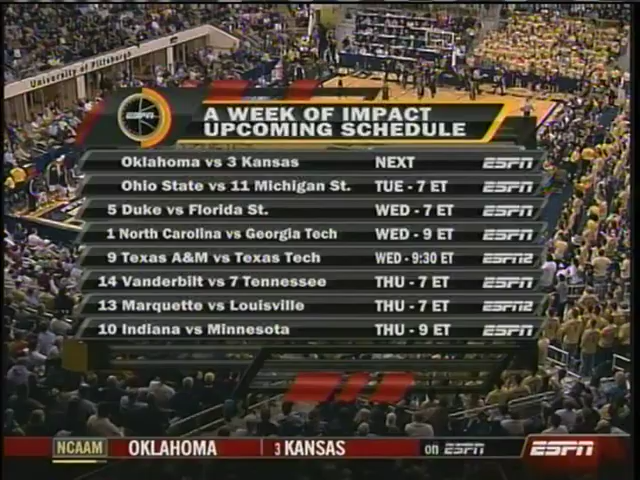 University of Pittsburgh
ESPN
A WEEK OF IMPACT
UPCOMING SCHEDULE
Oklahoma vs 3 Kansas NEXT ESPN
Ohio State vs 11 Michigan St. TUE - 7 ET ESPN
5 Duke vs Florida St. WED - 7 ET ESPN
1 North Carolina vs Georgia Tech WED - 9 ET ESPN
9 Texas A&M vs Texas Tech WED - 9:30 ET ESPN2
14 Vanderbilt vs 7 Tennessee THU - 7 ET ESPN
13 Marquette vs Louisville THU - 7 ET ESPN2
10 Indiana vs Minnesota THU - 9 ET ESPN
NCAAM OKLAHOMA 3 KANSAS on ESPN ESPN